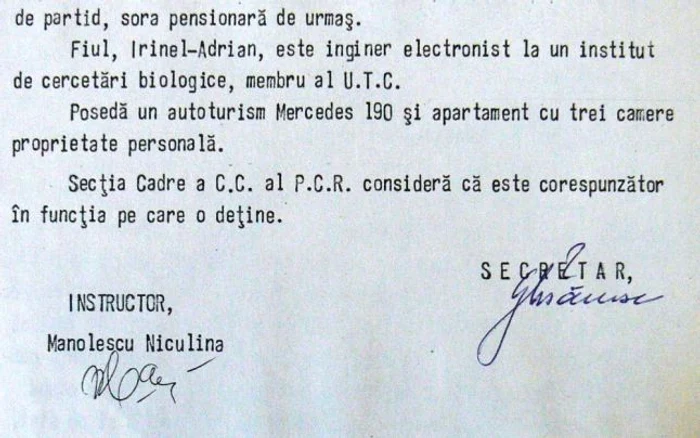 de partid, sora pensionară de urmaş.
Fiul, Irinel-Adrian, este inginer electronist la un institut
de cercetări biologice, membru al U.T.C.
Posedă un autoturism Mercedes 190 şi apartament cu trei camere
proprietate personală.
Secţia Cadre a C.C. al P.C.R. consideră că este corespunzător
în funcţia pe care o deţine.
SECRETAR,
INSTRUCTOR,
Manolescu Niculina